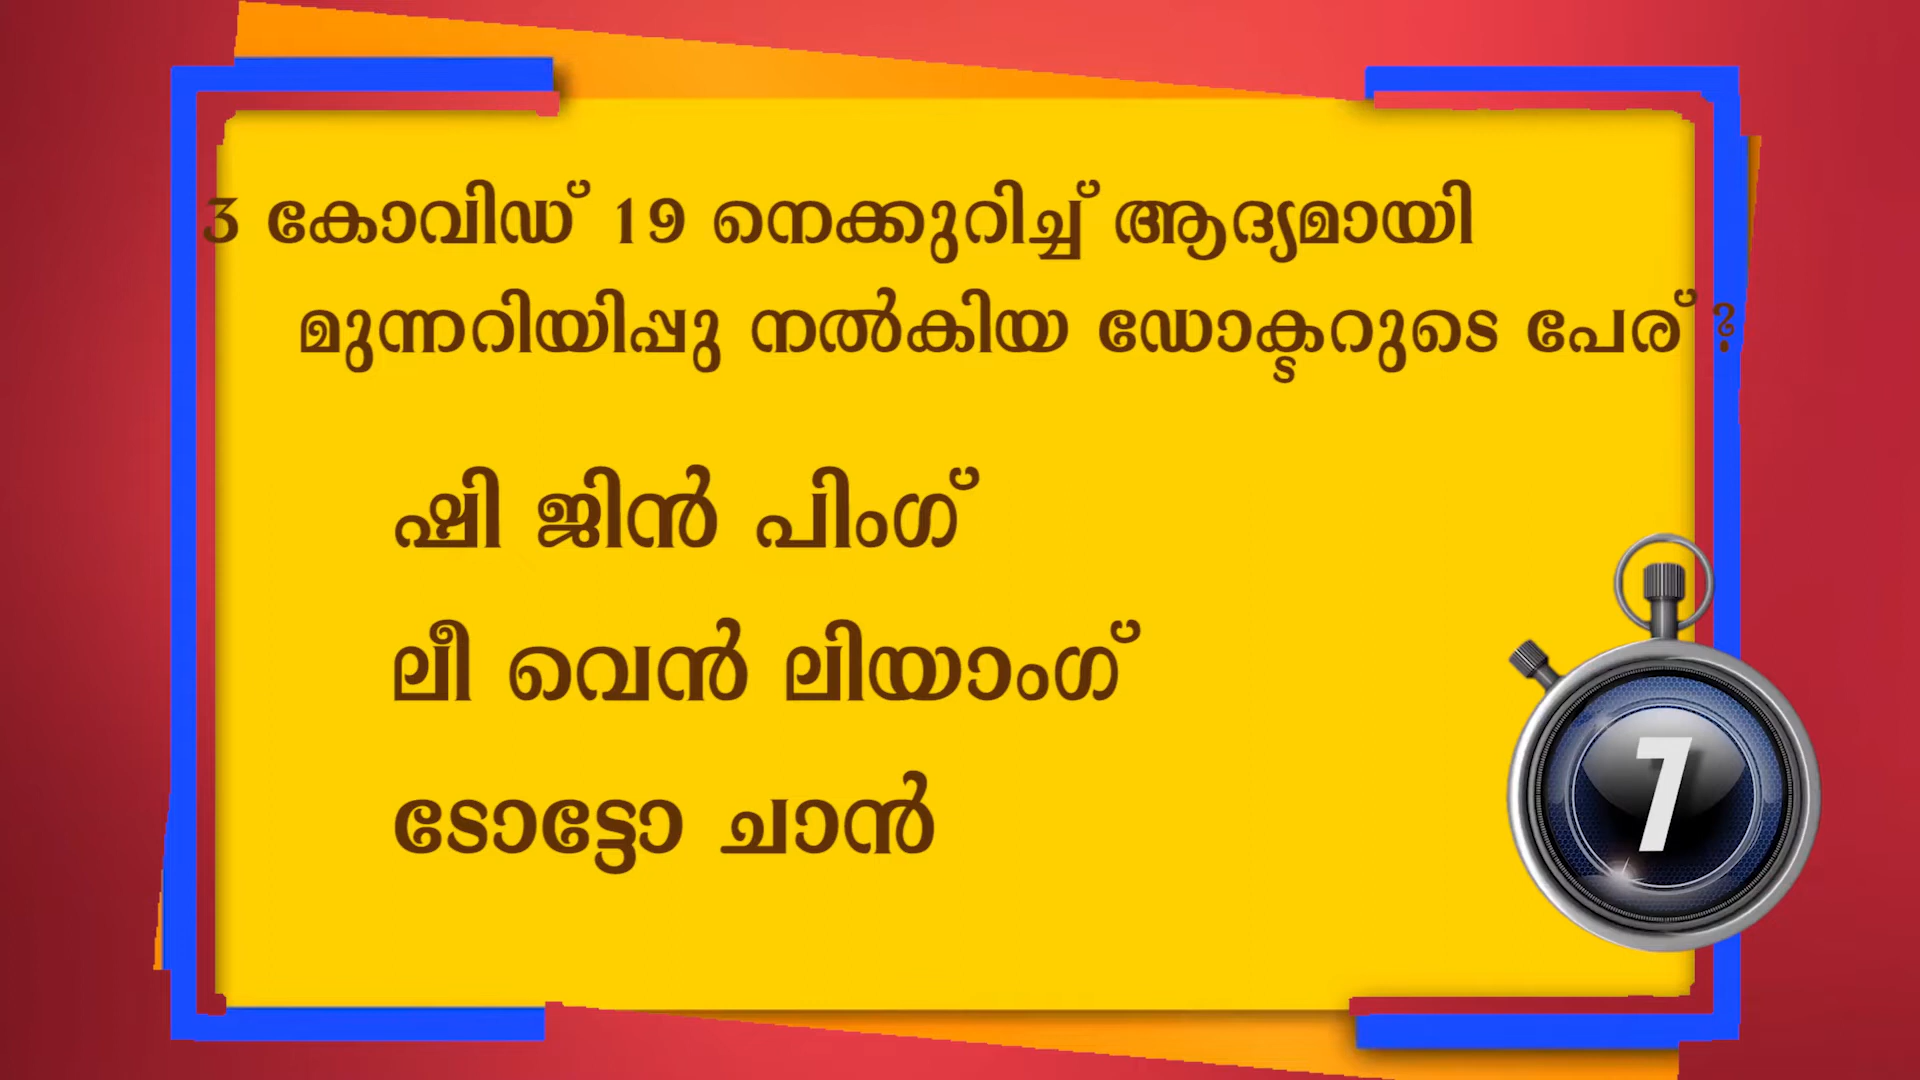 3 കോവിഡ് 19 നെക്കുറിച്ച് ആദ്യമായി
മുന്നറിയിപ്പു നൽകിയ ഡോക്ടറുടെ പേര് ?
ഷി ജിൻ പിംഗ്
ലീ വെൻ ലിയാംഗ്
ടോട്ടോ ചാൻ
7